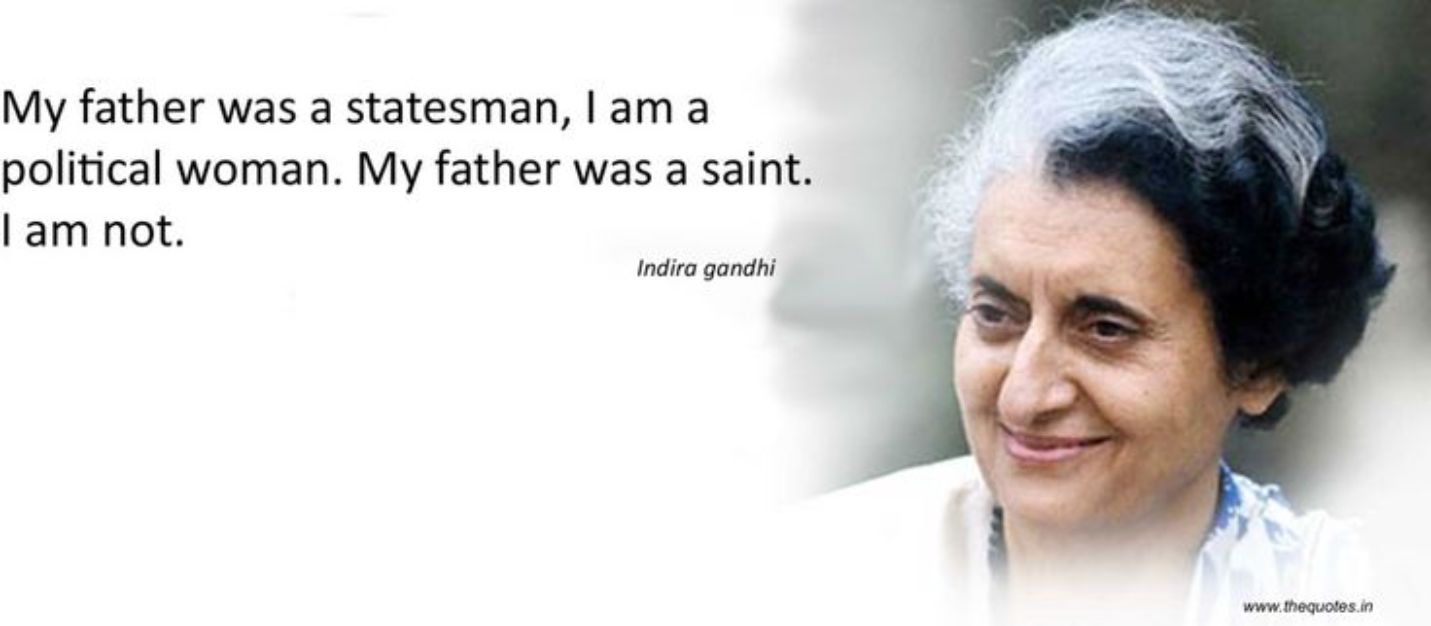 My father was a statesman, I am a
political woman. My father was a saint.
I am not.
Indira gandhi
www.thequotes.in